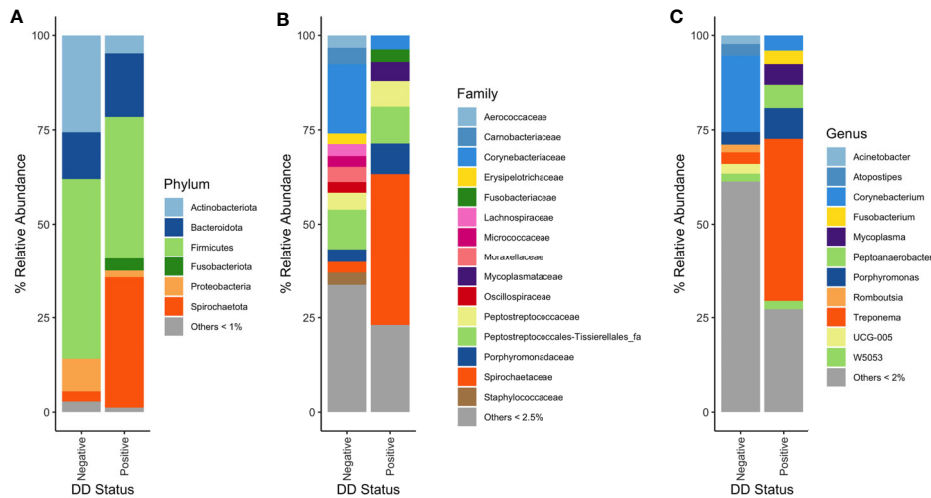 A
% Relative Abundance
100
75
50
25
0
Negative
Positive
DD Status
Phylum
Actinobacteriota
Bacteroidota
Firmicutes
Fusobacteriota
Proteobacteria
Spirochaetota
Others < 1%
B
% Relative Abundance
100
75
50
25
0
Negative
Positive
DD Status
Family
Aerococcaceae
Carnobacteriaceae
Corynebacteriaceae
Erysipelotrichaceae
Fusobacteriaceae
Lachnospiraceae
Micrococcaceae
Moraxellaceae
Mycoplasmataceae
Oscillospiraceae
Peptostreptococcaceae
Peptostreptococcales-Tissierellales_fa
Porphyromonadaceae
Spirochaetaceae
Staphylococcaceae
Others < 2.5%
C
% Relative Abundance
100
75
50
25
0
Negative
Positive
DD Status
Genus
Acinetobacter
Atopostipes
Corynebacterium
Fusobacterium
Mycoplasma
Peptoanaerobacter
Porphyromonas
Romboutsia
Treponema
UCG-005
W5053
Others < 2%